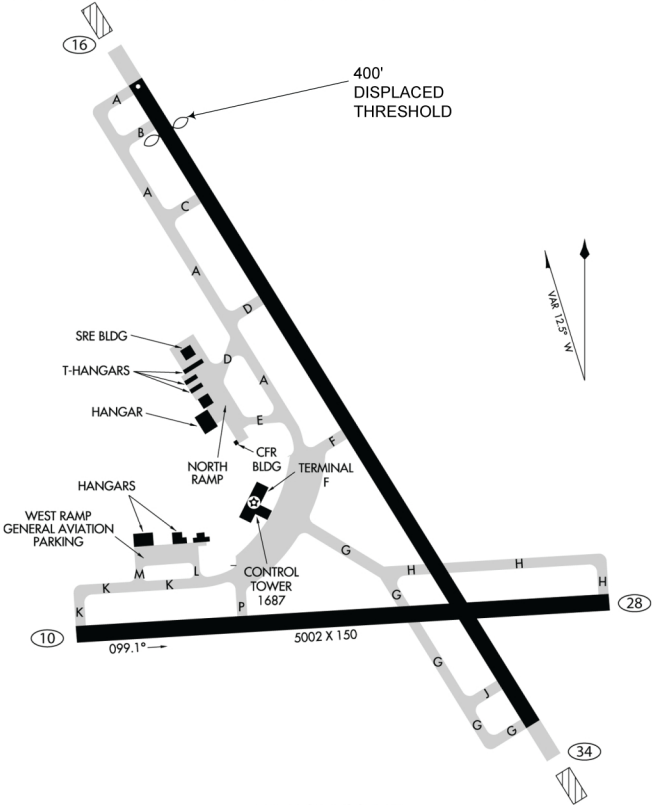 16
400'
DISPLACED
THRESHOLD
A
B
A
C
A
VAR 12.5° W
D
SRE BLDG
D
T-HANGARS
A
HANGAR
E
F
CFR
BLDG
NORTH
RAMP
TERMINAL
F
HANGARS
WEST RAMP
GENERAL AVIATION
PARKING
G
H
H
M
L
CONTROL
TOWER
1687
K
K
H
G
K
P
28
10
099.1°
5002 X 150
G
J
G
G
34